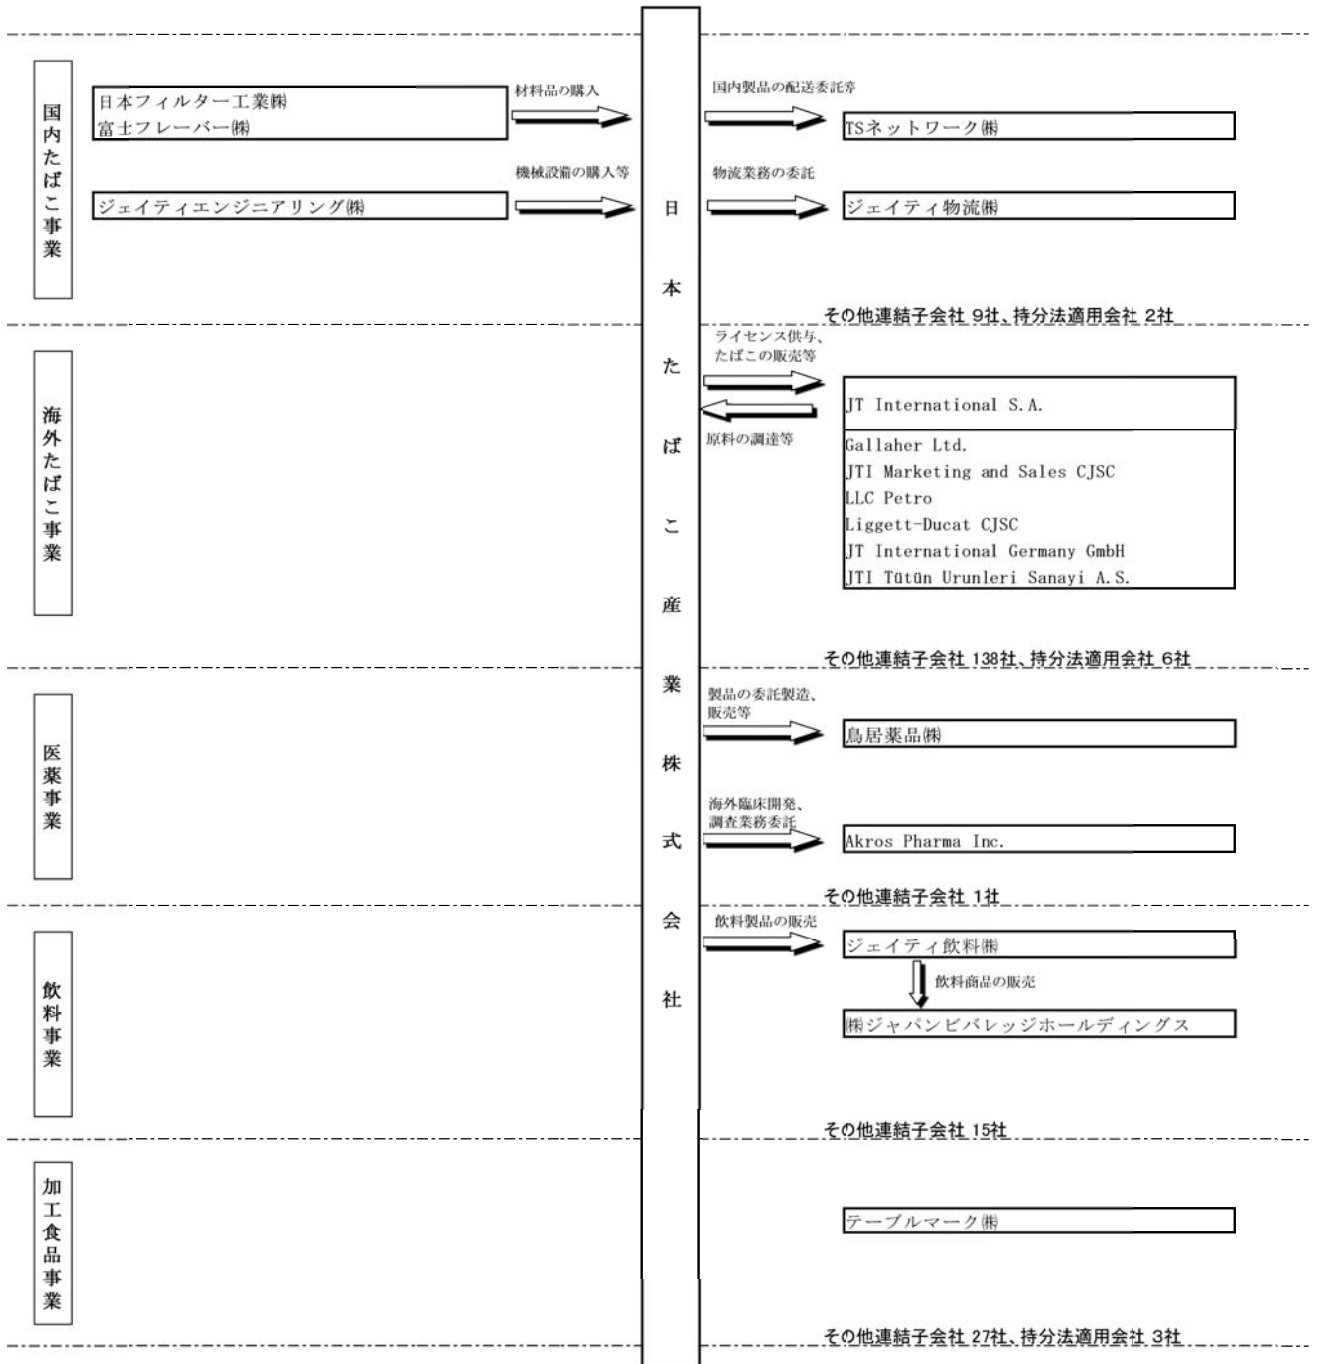 日本たばこ産業株式会社
国内たばこ事業
材料品の購入
日本フィルター工業㈱
富士フレーバー㈱
機械設備の購入等
ジェイティエンジニアリング㈱
国内製品の配送委託等
TSネットワーク㈱
物流業務の委託
ジェイティ物流㈱
その他連結子会社 9社、持分法適用会社 2社
海外たばこ事業
ライセンス供与、
たばこの販売等
原料の調達等
JT International S.A.
Gallaher Ltd.
JTI Marketing and Sales CJSC
LLC Petro
Liggett-Ducat CJSC
JT International Germany GmbH
JTI Tütün Urunleri Sanayi A.S.
その他連結子会社 138社、持分法適用会社 6社
医薬事業
製品の委託製造、
販売等
鳥居薬品㈱
海外臨床開発、
調査業務委託
Akros Pharma Inc.
その他連結子会社 1社
飲料事業
飲料製品の販売
ジェイティ飲料㈱
飲料商品の販売
㈱ジャパンビバレッジホールディングス
その他連結子会社 15社
加工食品事業
テーブルマーク㈱
その他連結子会社 27社、持分法適用会社 3社